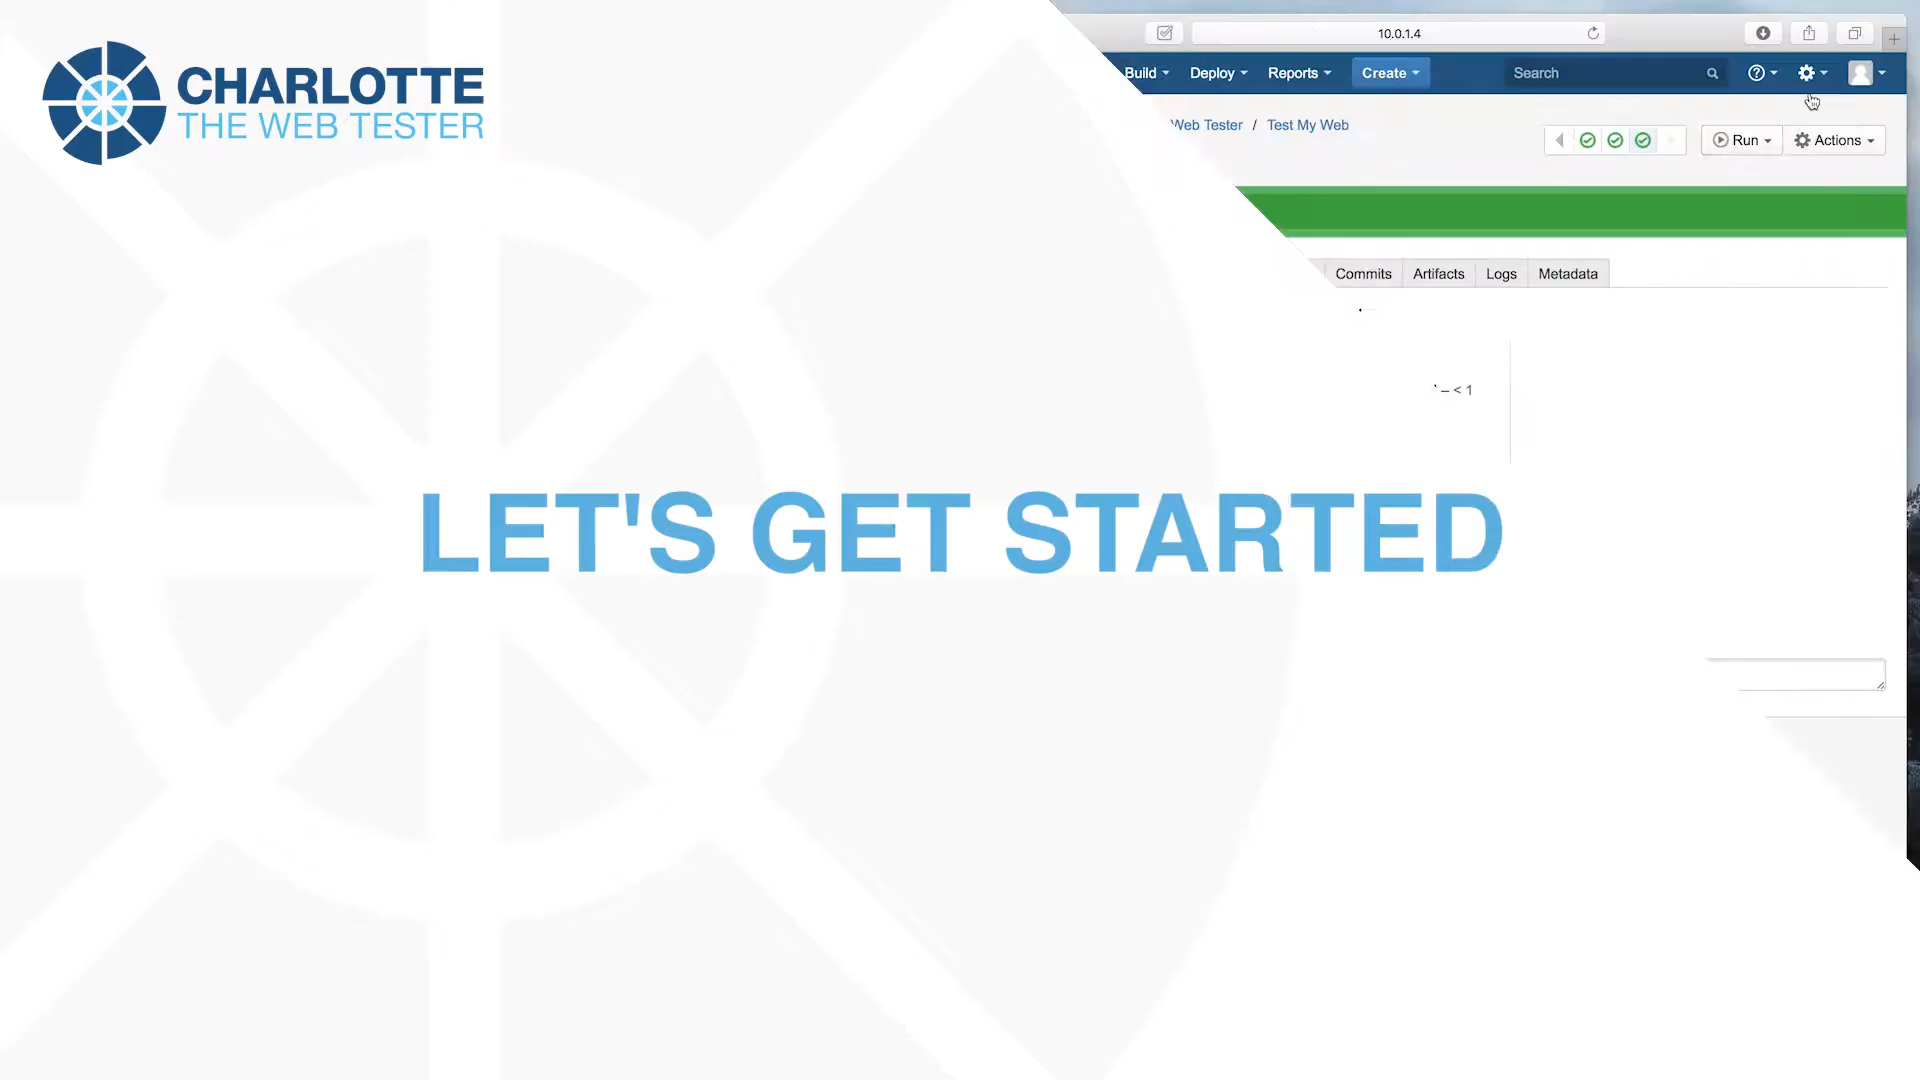 CHARLOTTE
THE WEB TESTER
10.0.1.4
Build Deploy Reports Create Search
Web Tester / Test My Web
Run Actions
Commits Artifacts Logs Metadata
– < 1
LET'S GET STARTED